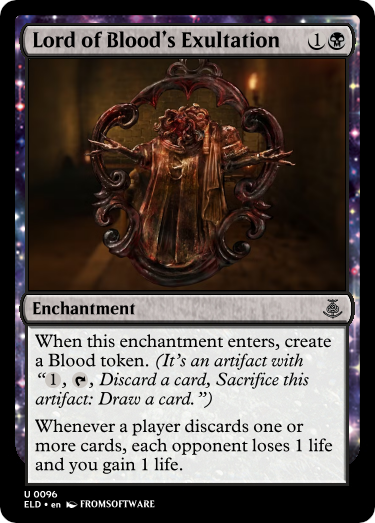 Lord of Blood's Exultation 1
Enchantment
When this enchantment enters, create
a Blood token. (It's an artifact with
"1, , Discard a card, Sacrifice this
artifact: Draw a card.")
Whenever a player discards one or
more cards, each opponent loses 1 life
and you gain 1 life.
U 0096
ELD • en FROMSOFTWARE